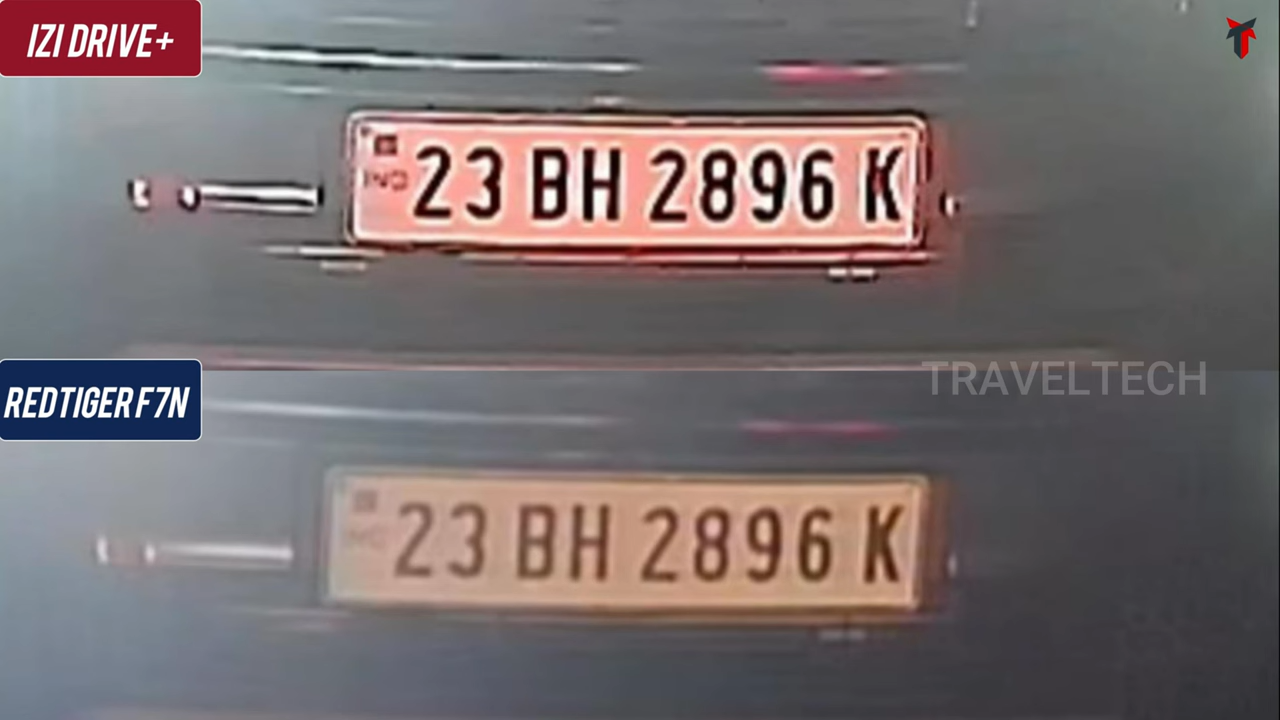 IZI DRIVE+
IND
23 BH 2896 K
TRAVELTECH
REDTIGER F7N
23 BH 2896 K